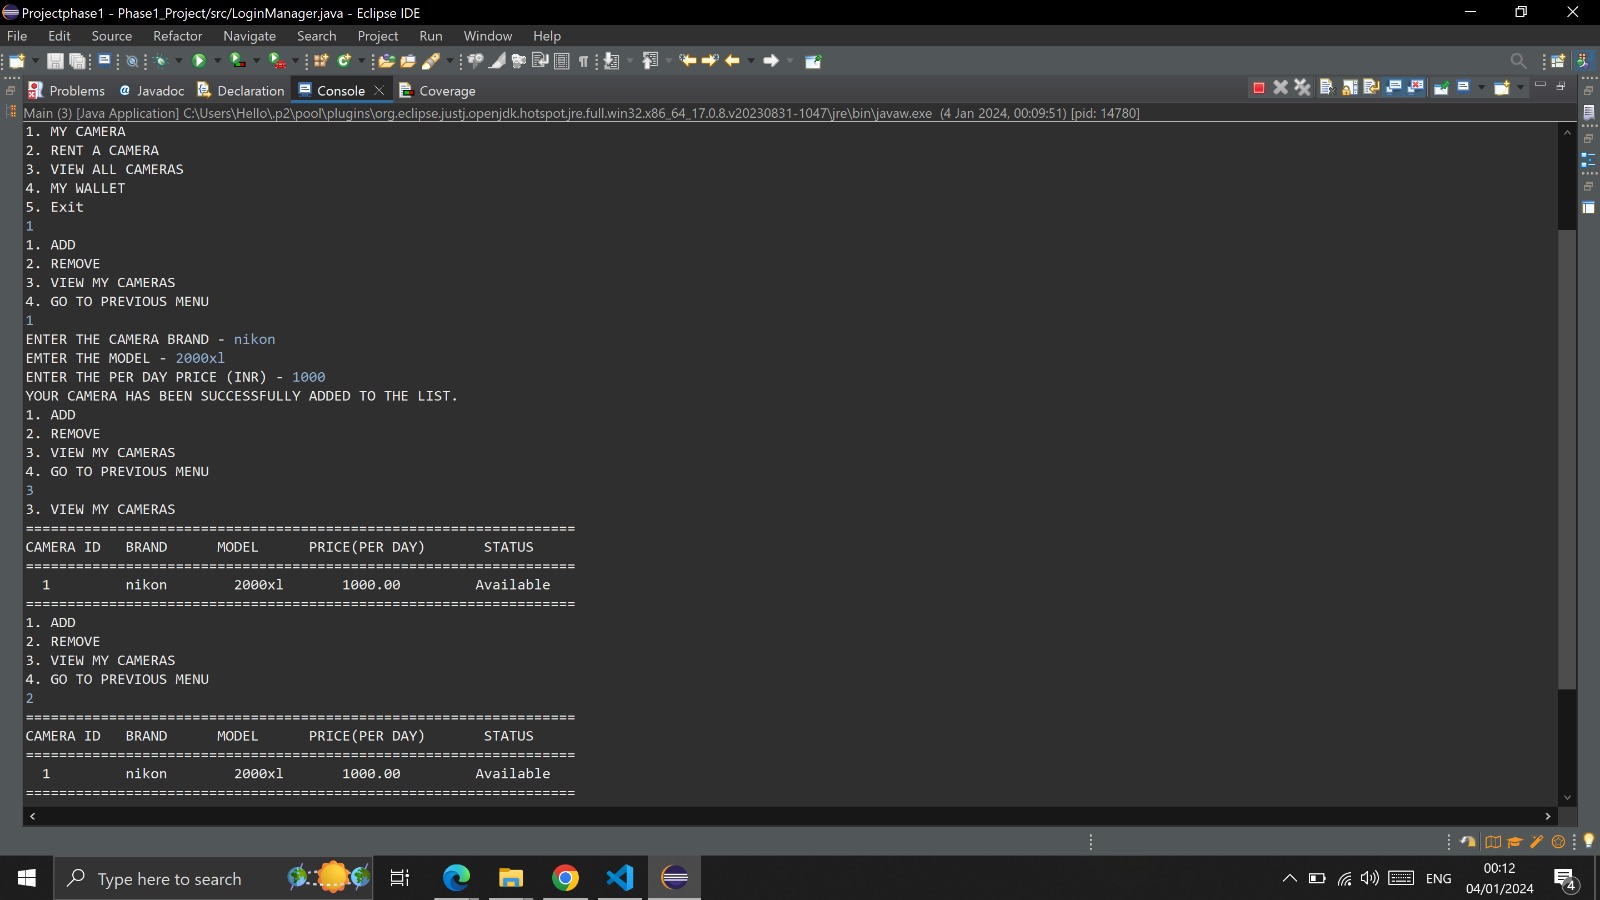 Projectphase1 - Phase1_Project/src/LoginManager.java - Eclipse IDE
File Edit Source Refactor Navigate Search Project Run Window Help
Problems Javadoc Declaration Console Coverage
Main (3) [Java Application] C:\Users\Hello\.p2\pool\plugins\org.eclipse.justj.openjdk.hotspot.jre.full.win32.x86_64_17.0.8.v20230831-1047\jre\bin\javaw.exe (4 Jan 2024, 00:09:51) [pid: 14780]
1. MY CAMERA
2. RENT A CAMERA
3. VIEW ALL CAMERAS
4. MY WALLET
5. Exit
1
1. ADD
2. REMOVE
3. VIEW MY CAMERAS
4. GO TO PREVIOUS MENU
1
ENTER THE CAMERA BRAND - nikon
EMTER THE MODEL - 2000xl
ENTER THE PER DAY PRICE (INR) - 1000
YOUR CAMERA HAS BEEN SUCCESSFULLY ADDED TO THE LIST.
1. ADD
2. REMOVE
3. VIEW MY CAMERAS
4. GO TO PREVIOUS MENU
3
3. VIEW MY CAMERAS
==================================================================
CAMERA ID BRAND MODEL PRICE(PER DAY) STATUS
==================================================================
1 nikon 2000xl 1000.00 Available
==================================================================
1. ADD
2. REMOVE
3. VIEW MY CAMERAS
4. GO TO PREVIOUS MENU
2
==================================================================
CAMERA ID BRAND MODEL PRICE(PER DAY) STATUS
==================================================================
1 nikon 2000xl 1000.00 Available
==================================================================
Type here to search
ENG
00:12
04/01/2024
4